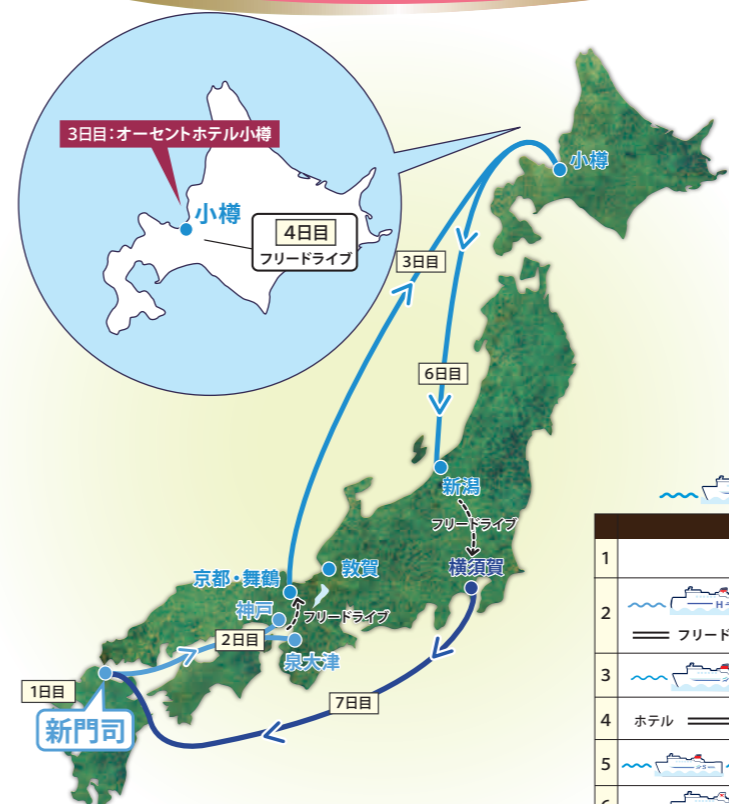 3日目：オーセントホテル小樽
小樽
4日目
フリードライブ
小樽
3日目
6日目
新潟
フリードライブ
横須賀
敦賀
京都・舞鶴
神戸
フリードライブ
2日目
泉大津
1日目
新門司
7日目
1
2
フリード
3
4 ホテル
5